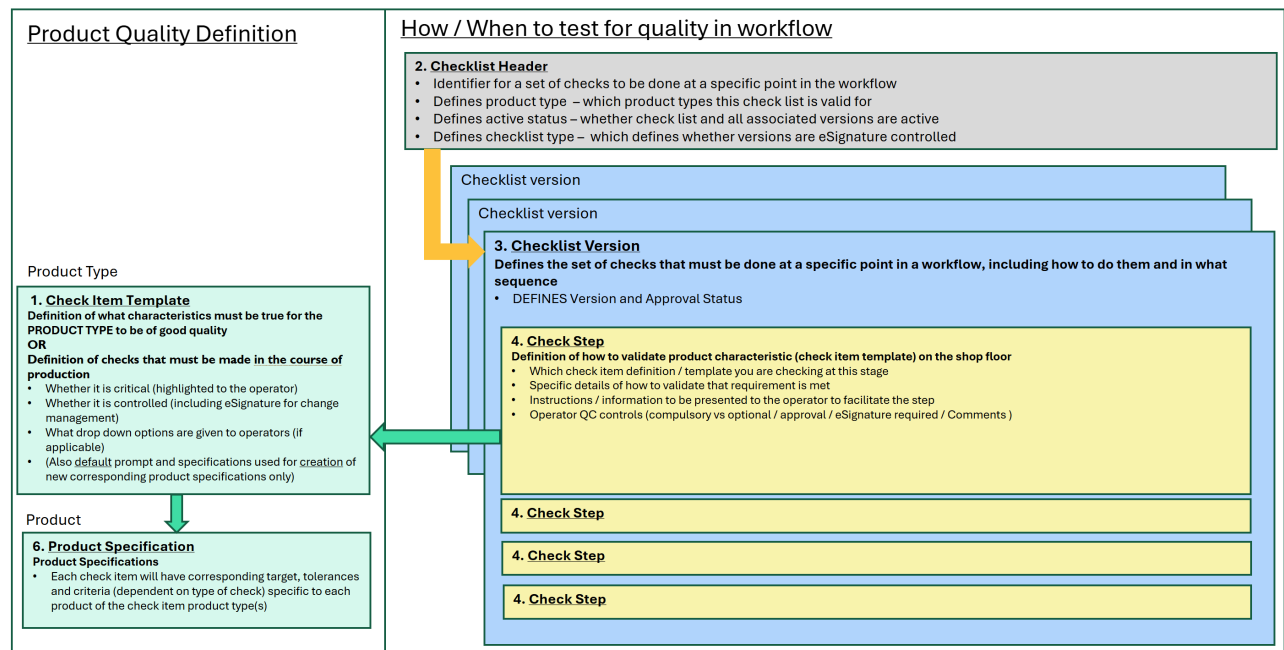 Product Quality Definition
How / When to test for quality in workflow
2. Checklist Header
• Identifier for a set of checks to be done at a specific point in the workflow
• Defines product type – which product types this check list is valid for
• Defines active status – whether check list and all associated versions are active
• Defines checklist type – which defines whether versions are eSignature controlled
Checklist version
Checklist version
3. Checklist Version
Defines the set of checks that must be done at a specific point in a workflow, including how to do them and in what
sequence
• DEFINES Version and Approval Status
4. Check Step
Definition of how to validate product characteristic (check item template) on the shop floor
• Which check item definition / template you are checking at this stage
• Specific details of how to validate that requirement is met
• Instructions / information to be presented to the operator to facilitate the step
• Operator QC controls (compulsory vs optional / approval / eSignature required / Comments )
4. Check Step
4. Check Step
4. Check Step
Product Type
1. Check Item Template
Definition of what characteristics must be true for the
PRODUCT TYPE to be of good quality
OR
Definition of checks that must be made in the course of
production
• Whether it is critical (highlighted to the operator)
• Whether it is controlled (including eSignature for change
management)
• What drop down options are given to operators (if
applicable)
• (Also default prompt and specifications used for creation of
new corresponding product specifications only)
Product
6. Product Specification
Product Specifications
• Each check item will have corresponding target, tolerances
and criteria (dependent on type of check) specific to each
product of the check item product type(s)